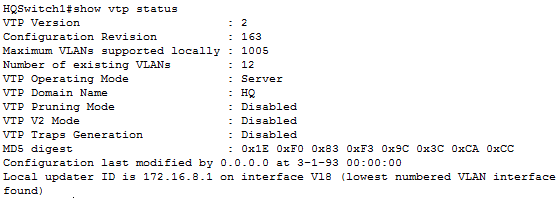 HQSwitch1#show vtp status
VTP Version : 2
Configuration Revision : 163
Maximum VLANs supported locally : 1005
Number of existing VLANs : 12
VTP Operating Mode : Server
VTP Domain Name : HQ
VTP Pruning Mode : Disabled
VTP V2 Mode : Disabled
VTP Traps Generation : Disabled
MD5 digest : 0x1E 0xF0 0x83 0xF3 0x9C 0x3C 0xCA 0xCC
Configuration last modified by 0.0.0.0 at 3-1-93 00:00:00
Local updater ID is 172.16.8.1 on interface Vl8 (lowest numbered VLAN interface
found)